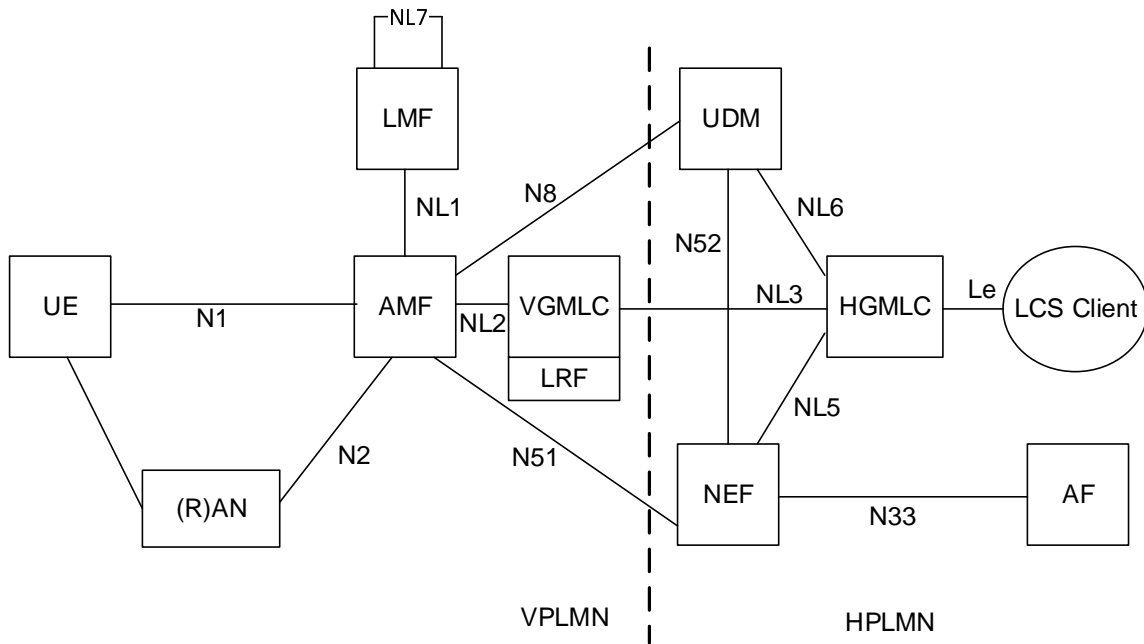 NL7
LMF
UDM
NL1
N8
NL6
N52
UE
N1
AMF
NL2
VGMLC
NL3
HGMLC
Le
LCS Client
LRF
NL5
N2
N51
(R)AN
NEF
N33
AF
VPLMN
HPLMN